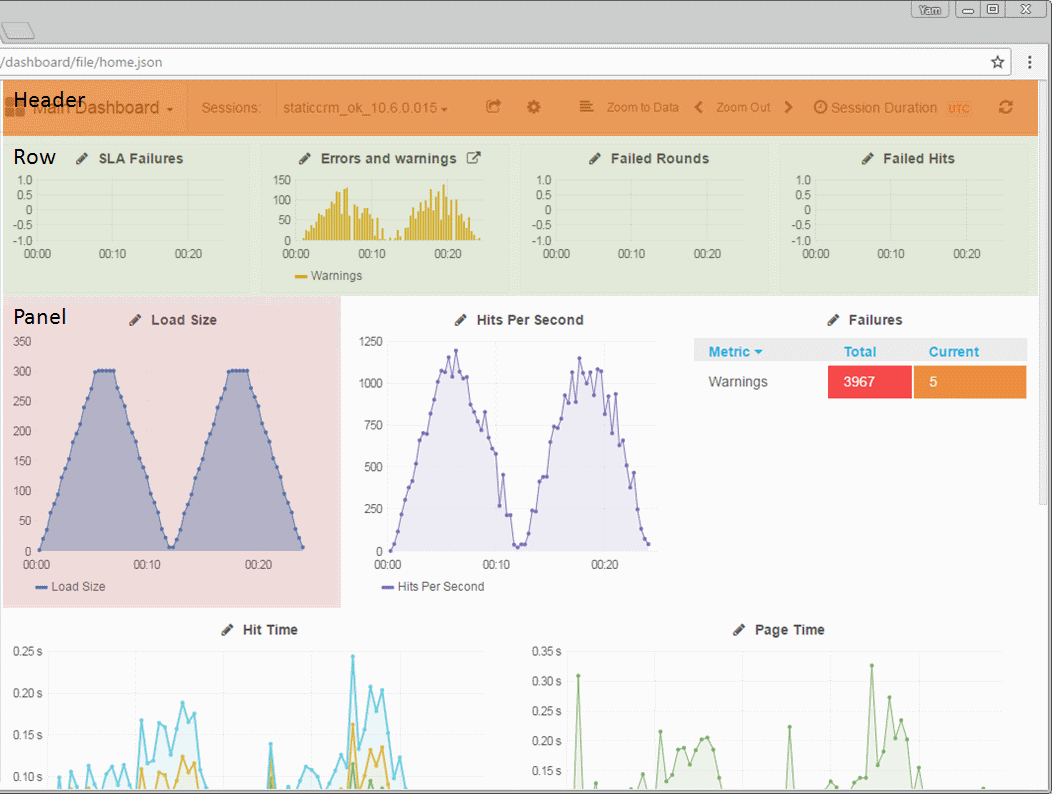 Yam
/dashboard/file/home.json
Header
Main Dashboard Sessions: staticcrm_ok_10.6.0.015 Zoom to Data Zoom Out Session Duration UTC
Row
SLA Failures
1.0
0.5
0
-0.5
-1.0
00:00 00:10 00:20
Errors and warnings
150
100
50
0
00:00 00:10 00:20
Warnings
Failed Rounds
1.0
0.5
0
-0.5
-1.0
00:00 00:10 00:20
Failed Hits
1.0
0.5
0
-0.5
-1.0
00:00 00:10 00:20
Panel
Load Size
350
300
250
200
150
100
50
0
00:00 00:10 00:20
Load Size
Hits Per Second
1250
1000
750
500
250
0
00:00 00:10 00:20
Hits Per Second
Failures
Metric Total Current
Warnings 3967 5
Hit Time
0.25 s
0.20 s
0.15 s
0.10 s
Page Time
0.35 s
0.30 s
0.25 s
0.20 s
0.15 s